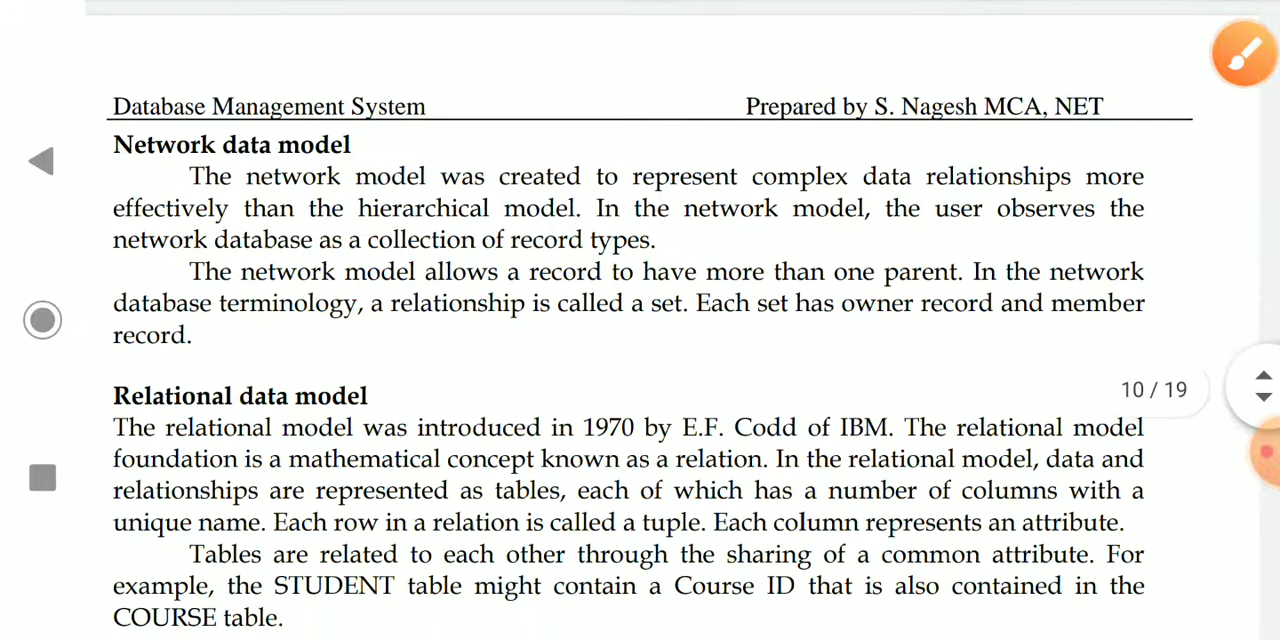 Database Management System Prepared by S. Nagesh MCA, NET
Network data model
The network model was created to represent complex data relationships more
effectively than the hierarchical model. In the network model, the user observes the
network database as a collection of record types.
The network model allows a record to have more than one parent. In the network
database terminology, a relationship is called a set. Each set has owner record and member
record.
Relational data model
10 / 19
The relational model was introduced in 1970 by E.F. Codd of IBM. The relational model
foundation is a mathematical concept known as a relation. In the relational model, data and
relationships are represented as tables, each of which has a number of columns with a
unique name. Each row in a relation is called a tuple. Each column represents an attribute.
Tables are related to each other through the sharing of a common attribute. For
example, the STUDENT table might contain a Course ID that is also contained in the
COURSE table.